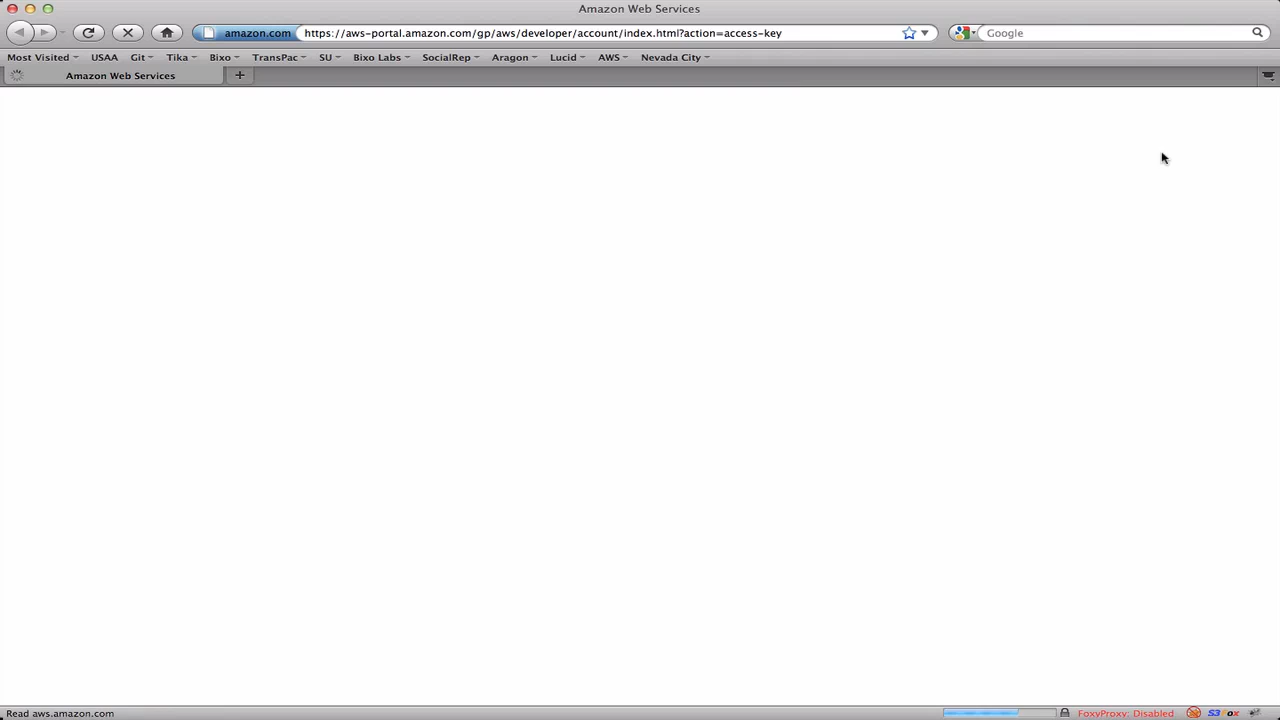 Amazon Web Services
amazon.com https://aws-portal.amazon.com/gp/aws/developer/account/index.html?action=access-key Google
Most Visited USAA Git Tika Bixo TransPac SU Bixo Labs SocialRep Aragon Lucid AWS Nevada City
Amazon Web Services
Read aws.amazon.com FoxyProxy: Disabled S3Fox